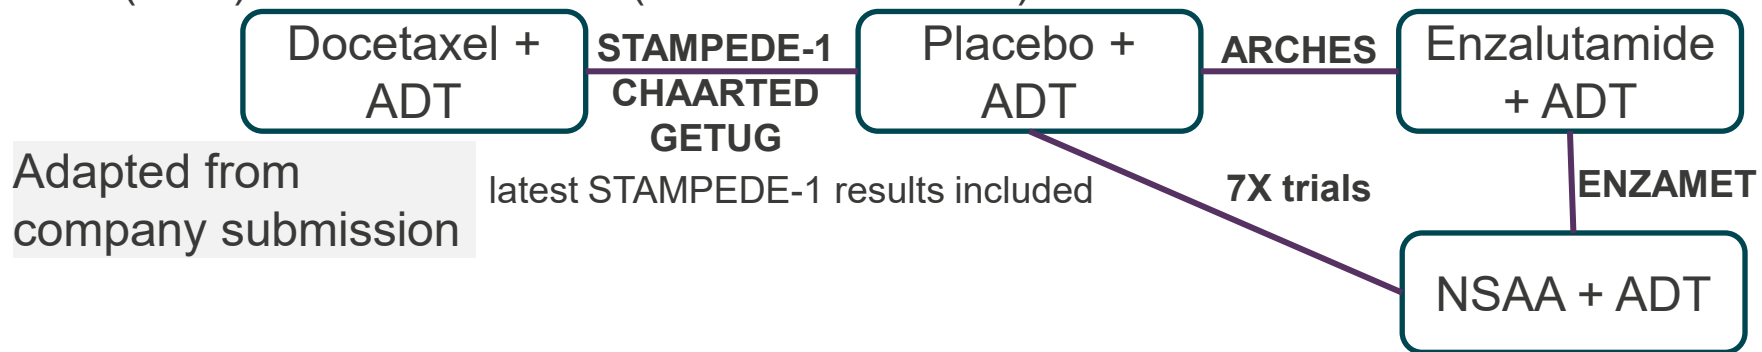 Docetaxel +
ADT
STAMPEDE-1
CHAARTED
GETUG
Placebo +
ADT
ARCHES
Enzalutamide
+ ADT
Adapted from
company submission
latest STAMPEDE-1 results included
7X trials
ENZAMET
NSAA + ADT